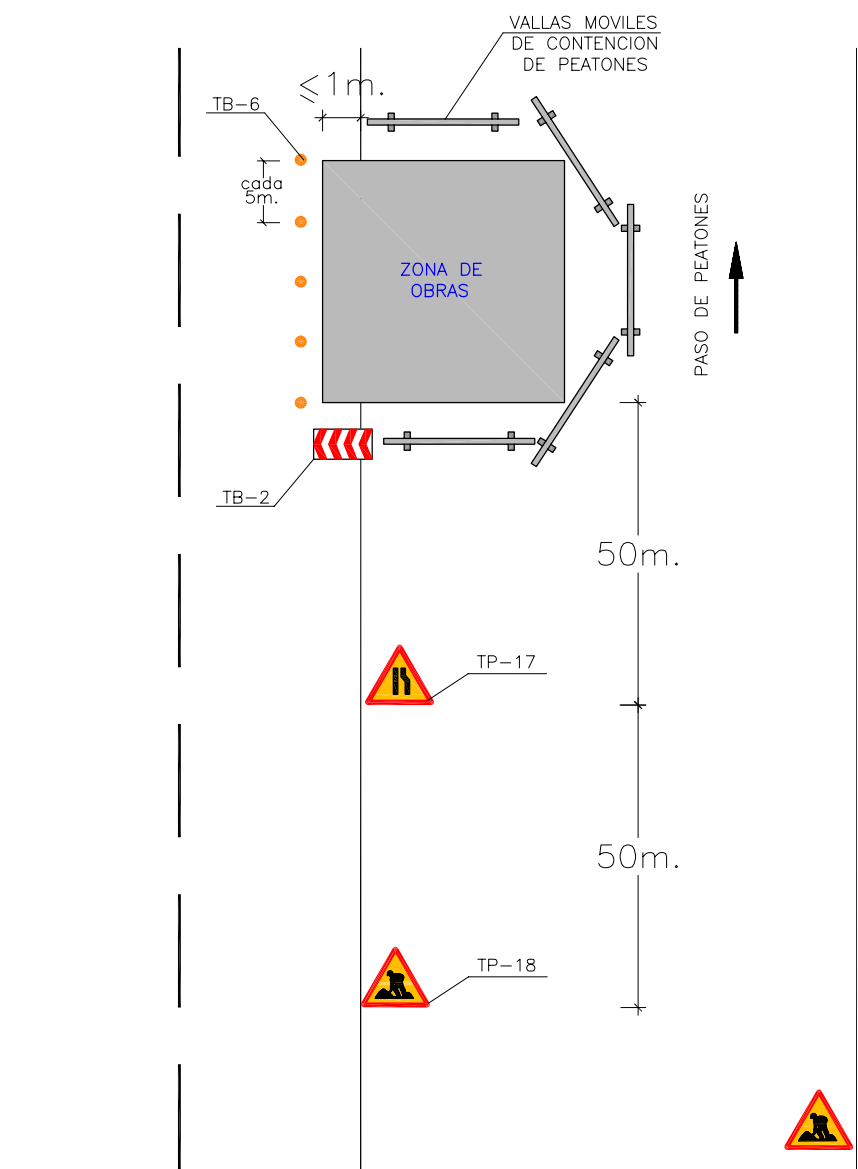 VALLAS MOVILES
DE CONTENCION
DE PEATONES
≤1m.
TB-6
cada
5m.
ZONA DE
OBRAS
PASO DE PEATONES
TB-2
50m.
TP-17
50m.
TP-18